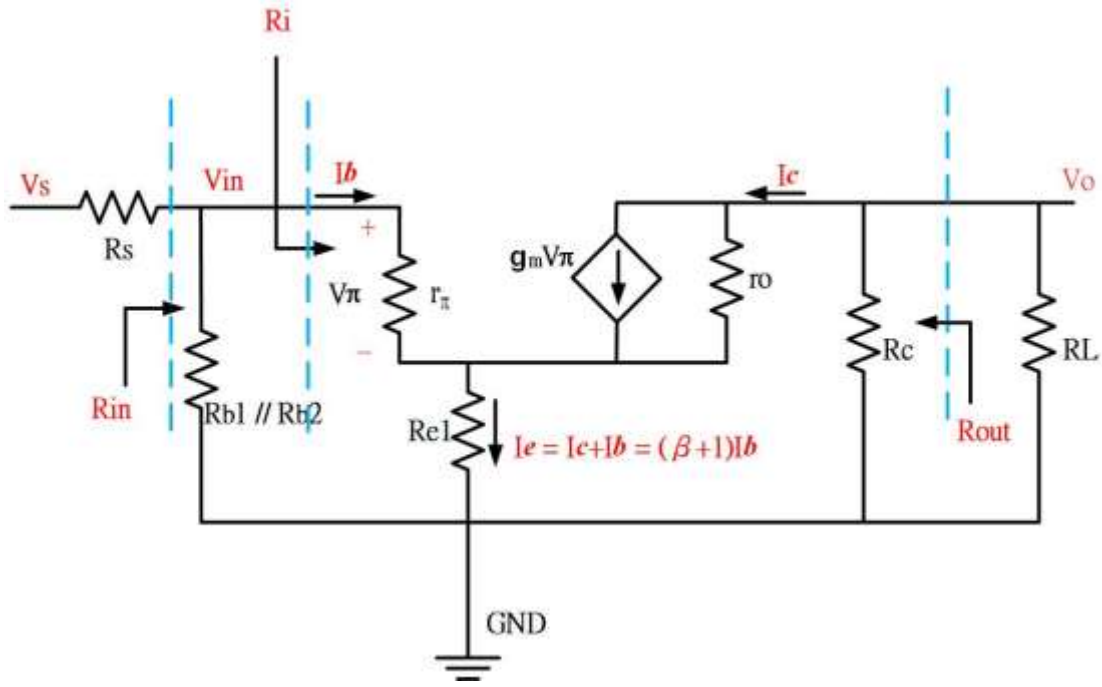 Ri
Vs
Vin
Ib
Ic
Vo
+
Rs
gmVπ
Vπ
rπ
ro
−
Rin
Rb1 // Rb2
Re1
Ie = Ic+Ib = (β+1)Ib
Rc
Rout
RL
GND